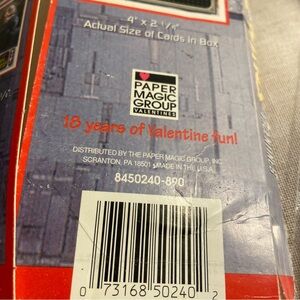 4" x 2 1/4"
Actual Size of Cards in Box
PAPER
MAGIC
GROUP
VALENTINES
18 years of Valentine fun!
DISTRIBUTED BY THE PAPER MAGIC GROUP, INC.
SCRANTON, PA 18501 MADE IN THE U.S.A.
8450240-890
0 73168 50240 2